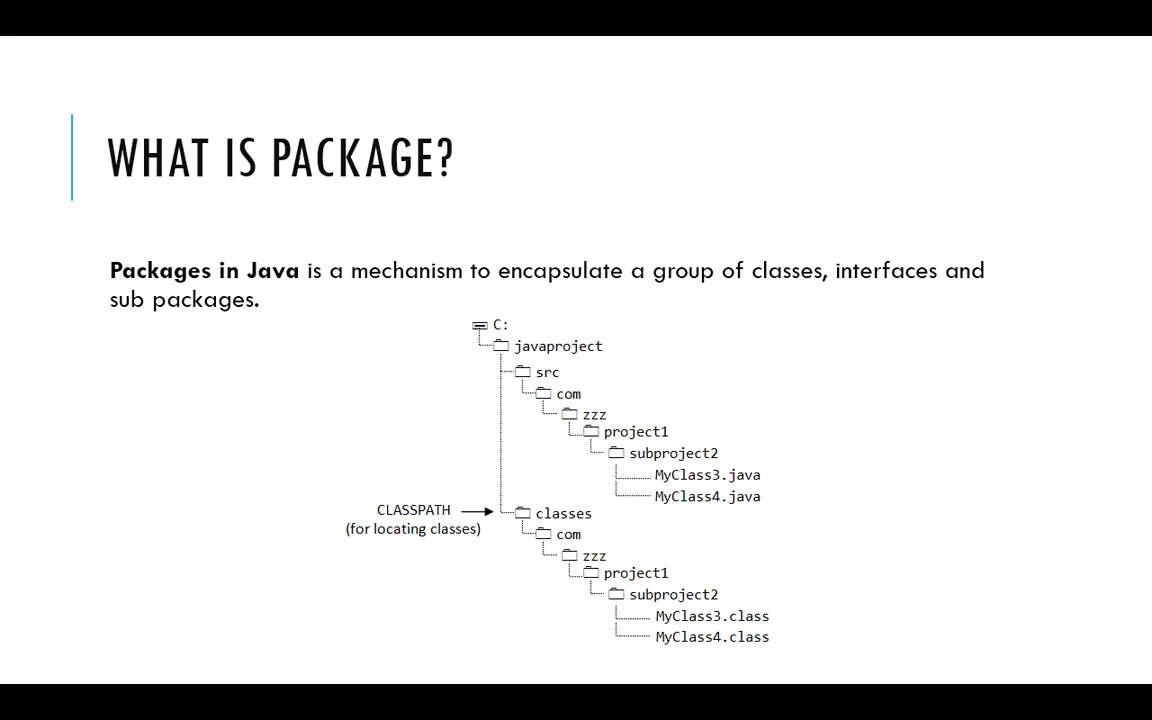 WHAT IS PACKAGE?
Packages in Java is a mechanism to encapsulate a group of classes, interfaces and
sub packages.
C:
javaproject
src
com
zzz
project1
subproject2
MyClass3.java
MyClass4.java
CLASSPATH
(for locating classes)
classes
com
zzz
project1
subproject2
MyClass3.class
MyClass4.class